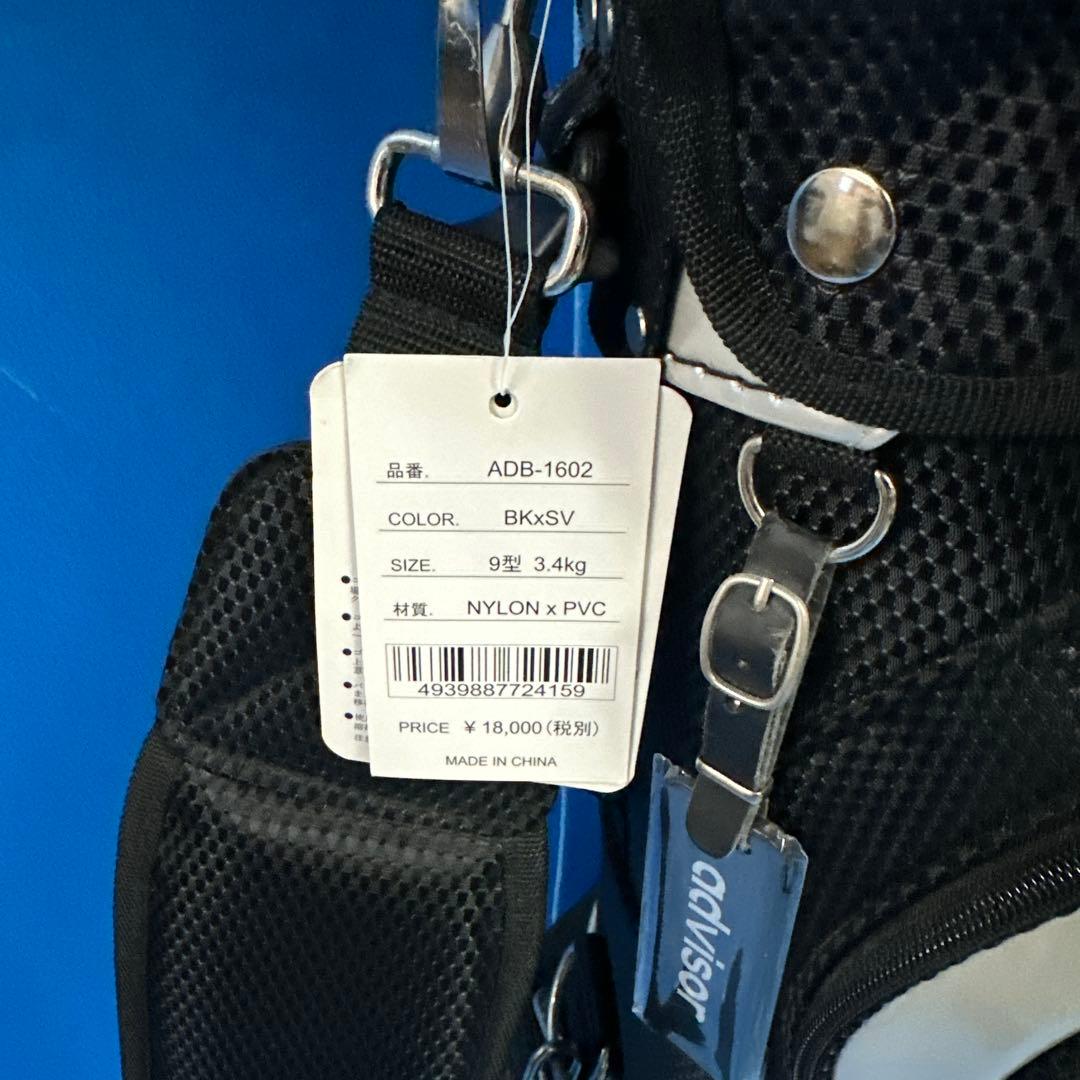 品番. ADB-1602
COLOR. BKxSV
SIZE. 9型 3.4kg
材質. NYLON x PVC
4939887724159
PRICE ¥ 18,000(税別)
MADE IN CHINA
advisor